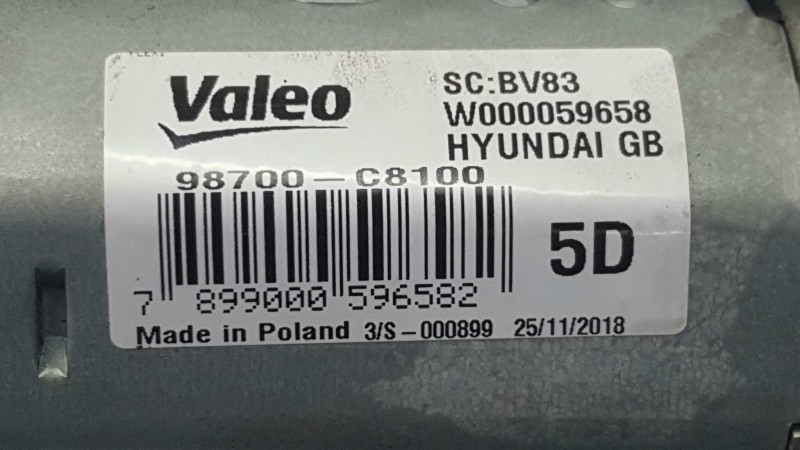 Valeo
SC:BV83
W000059658
HYUNDAI GB
98700-C8100
5D
7 899000 596582
Made in Poland 3/S-000899 25/11/2018